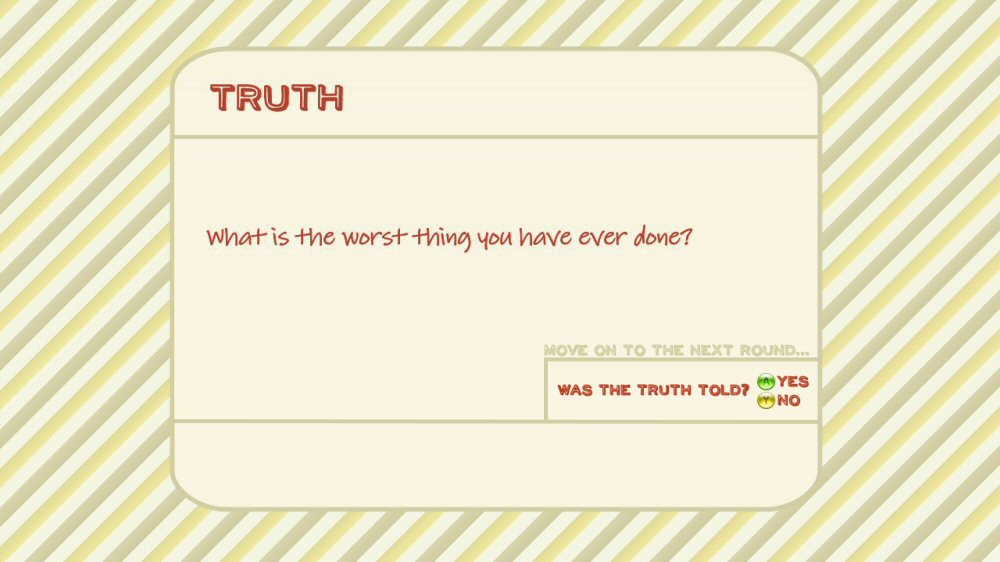 TRUTH
What is the worst thing you have ever done?
MOVE ON TO THE NEXT ROUND...
WAS THE TRUTH TOLD? A YES
Y NO